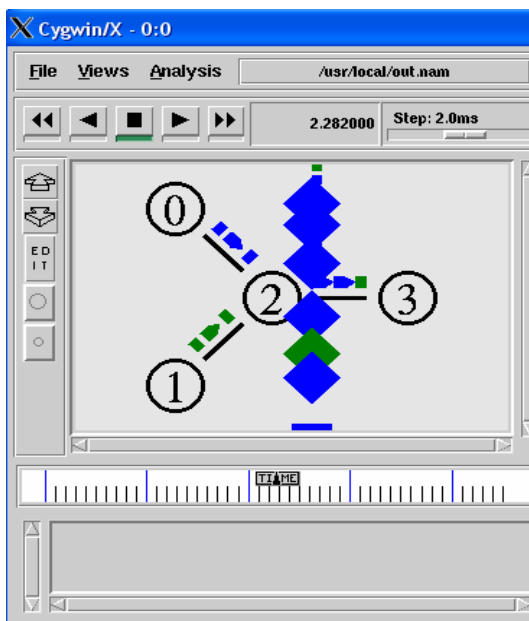 Cygwin/X - 0:0
File Views Analysis /usr/local/out.nam
2.282000 Step: 2.0ms
E D
I T
0
2
3
1
TIME